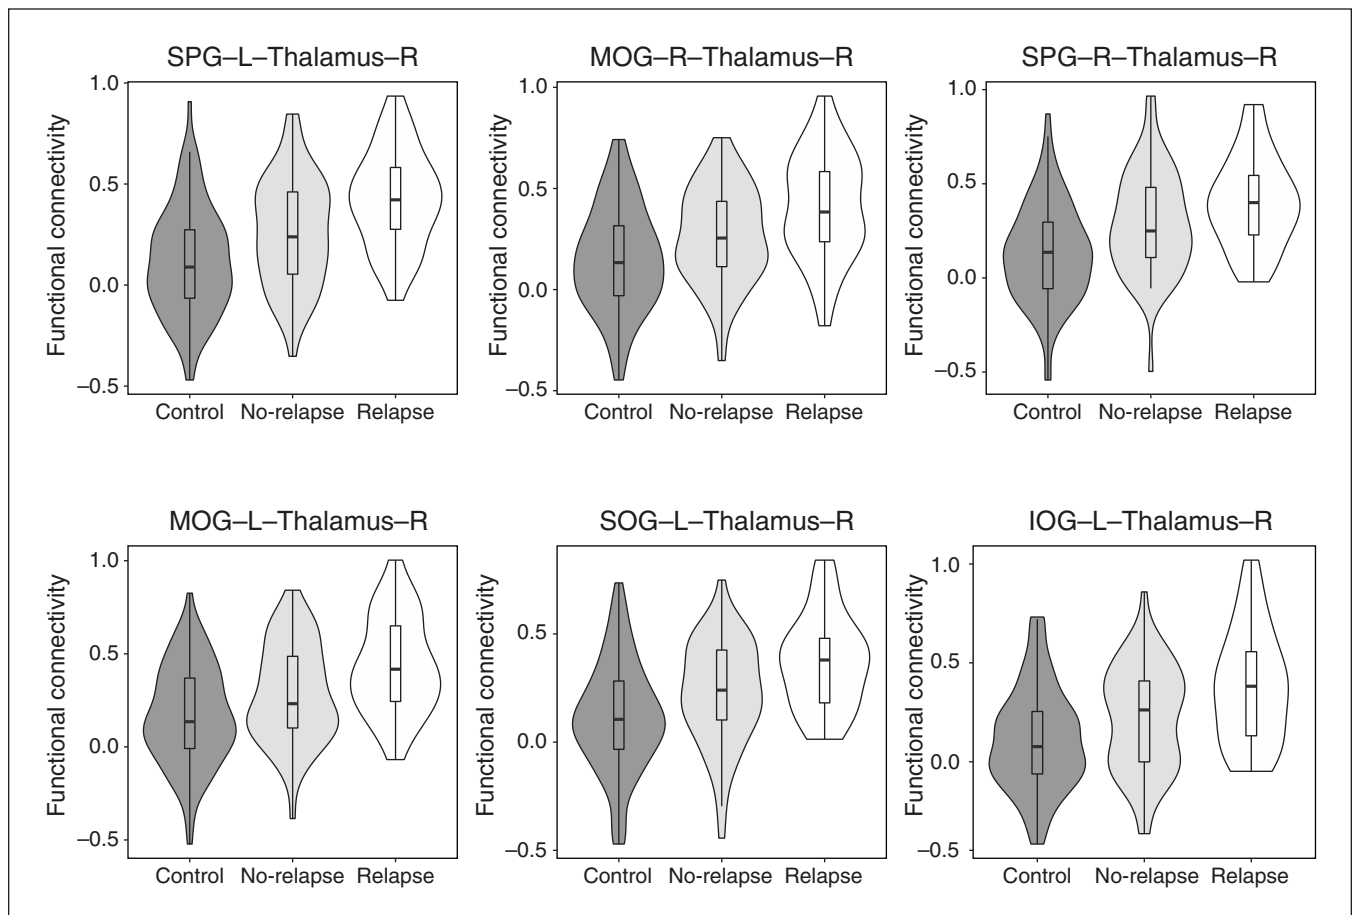 SPG–L–Thalamus–R
MOG–R–Thalamus–R
SPG–R–Thalamus–R
Functional connectivity
1.0
0.5
0.0
–0.5
Control No-relapse Relapse
Functional connectivity
1.0
0.5
0.0
–0.5
Control No-relapse Relapse
Functional connectivity
1.0
0.5
0.0
–0.5
Control No-relapse Relapse
MOG–L–Thalamus–R
SOG–L–Thalamus–R
IOG–L–Thalamus–R
Functional connectivity
1.0
0.5
0.0
–0.5
Control No-relapse Relapse
Functional connectivity
0.5
0.0
–0.5
Control No-relapse Relapse
Functional connectivity
1.0
0.5
0.0
–0.5
Control No-relapse Relapse